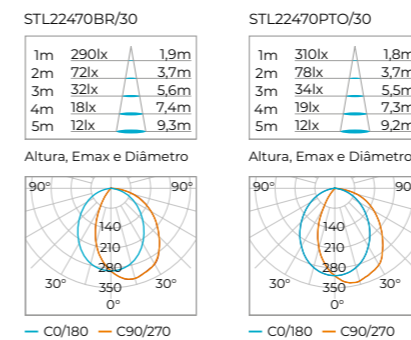 STL22470BR/30
1m 290lx 1,9m
2m 72lx 3,7m
3m 32lx 5,6m
4m 18lx 7,4m
5m 12lx 9,3m
Altura, Emax e Diâmetro
90° 90°
140
210
280
30° 350 30°
0°
C0/180 C90/270
STL22470PTO/30
1m 310lx 1,8m
2m 78lx 3,7m
3m 34lx 5,5m
4m 19lx 7,3m
5m 12lx 9,2m
Altura, Emax e Diâmetro
90° 90°
140
210
280
30° 350 30°
0°
C0/180 C90/270